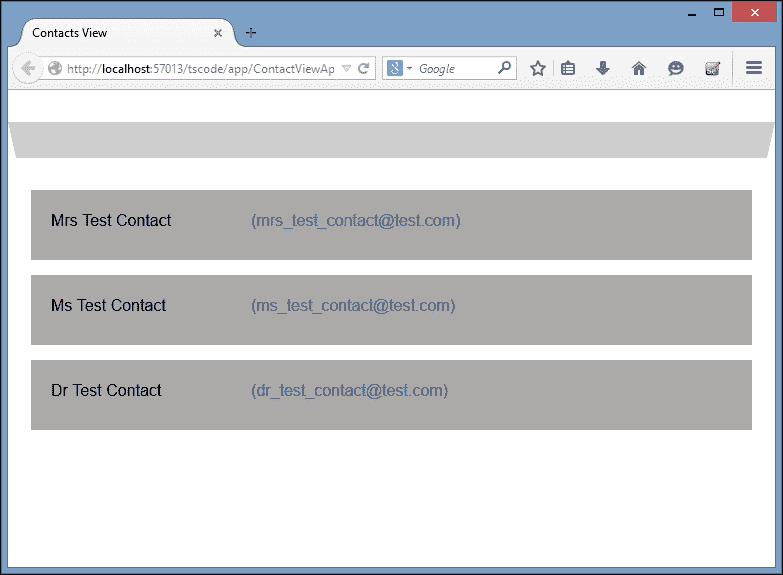 Contacts View
http://localhost:57013/tscode/app/ContactViewAp
Google
Mrs Test Contact (mrs_test_contact@test.com)
Ms Test Contact (ms_test_contact@test.com)
Dr Test Contact (dr_test_contact@test.com)